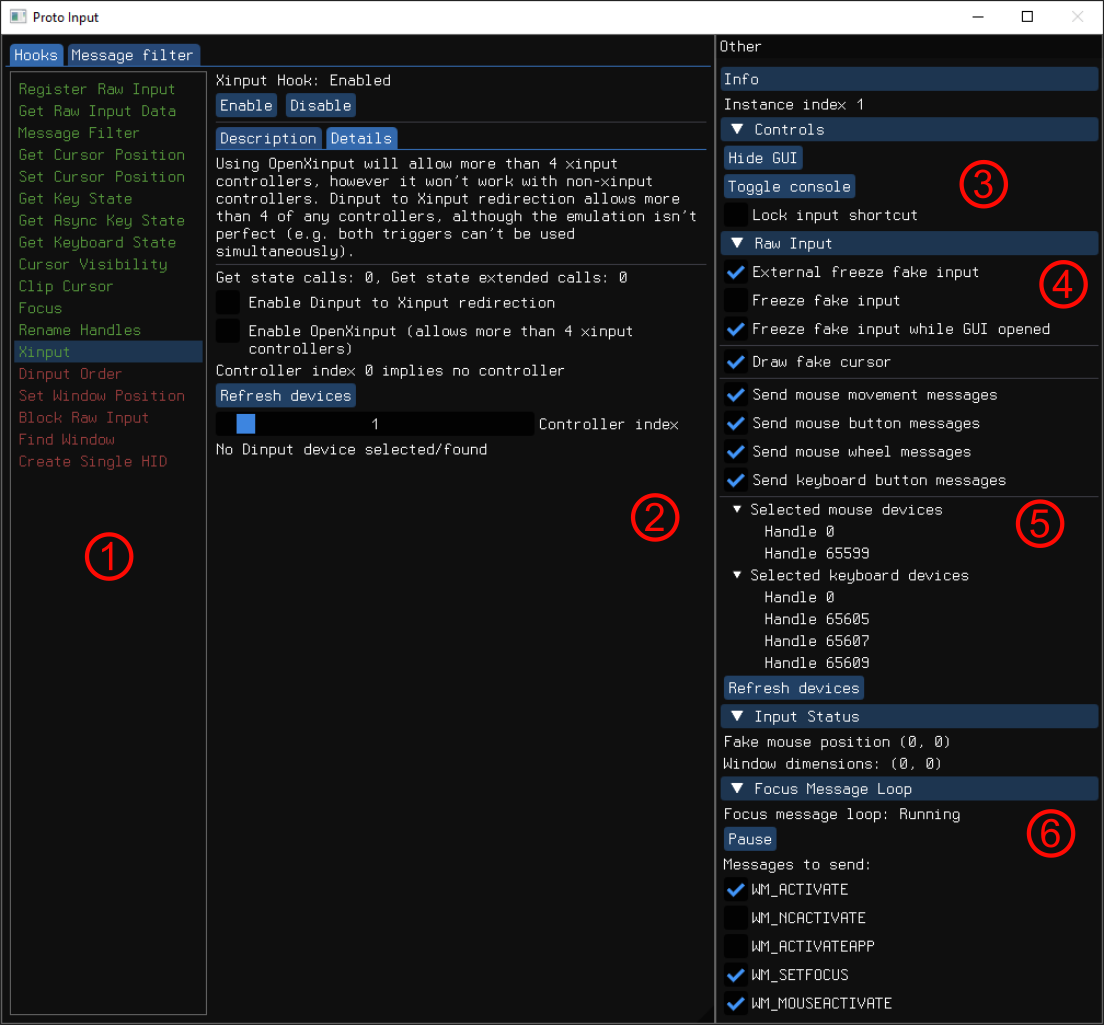 Proto Input
Hooks
Message filter
Register Raw Input
Get Raw Input Data
Message Filter
Get Cursor Position
Set Cursor Position
Get Key State
Get Async Key State
Get Keyboard State
Cursor Visibility
Clip Cursor
Focus
Rename Handles
Xinput
Dinput Order
Set Window Position
Block Raw Input
Find Window
Create Single HID
1
Xinput Hook: Enabled
Enable
Disable
Description
Details
Using OpenXinput will allow more than 4 xinput
controllers, however it won't work with non-xinput
controllers. Dinput to Xinput redirection allows more
than 4 of any controllers, although the emulation isn't
perfect (e.g. both triggers can't be used
simultaneously).
Get state calls: 0, Get state extended calls: 0
Enable Dinput to Xinput redirection
Enable OpenXinput (allows more than 4 xinput
controllers)
Controller index 0 implies no controller
Refresh devices
1
Controller index
No Dinput device selected/found
2
Other
Info
Instance index 1
Controls
Hide GUI
3
Toggle console
Lock input shortcut
Raw Input
External freeze fake input
4
Freeze fake input
Freeze fake input while GUI opened
Draw fake cursor
Send mouse movement messages
Send mouse button messages
Send mouse wheel messages
Send keyboard button messages
Selected mouse devices
5
Handle 0
Handle 65599
Selected keyboard devices
Handle 0
Handle 65605
Handle 65607
Handle 65609
Refresh devices
Input Status
Fake mouse position (0, 0)
Window dimensions: (0, 0)
Focus Message Loop
Focus message loop: Running
6
Pause
Messages to send:
WM_ACTIVATE
WM_NCACTIVATE
WM_ACTIVATEAPP
WM_SETFOCUS
WM_MOUSEACTIVATE